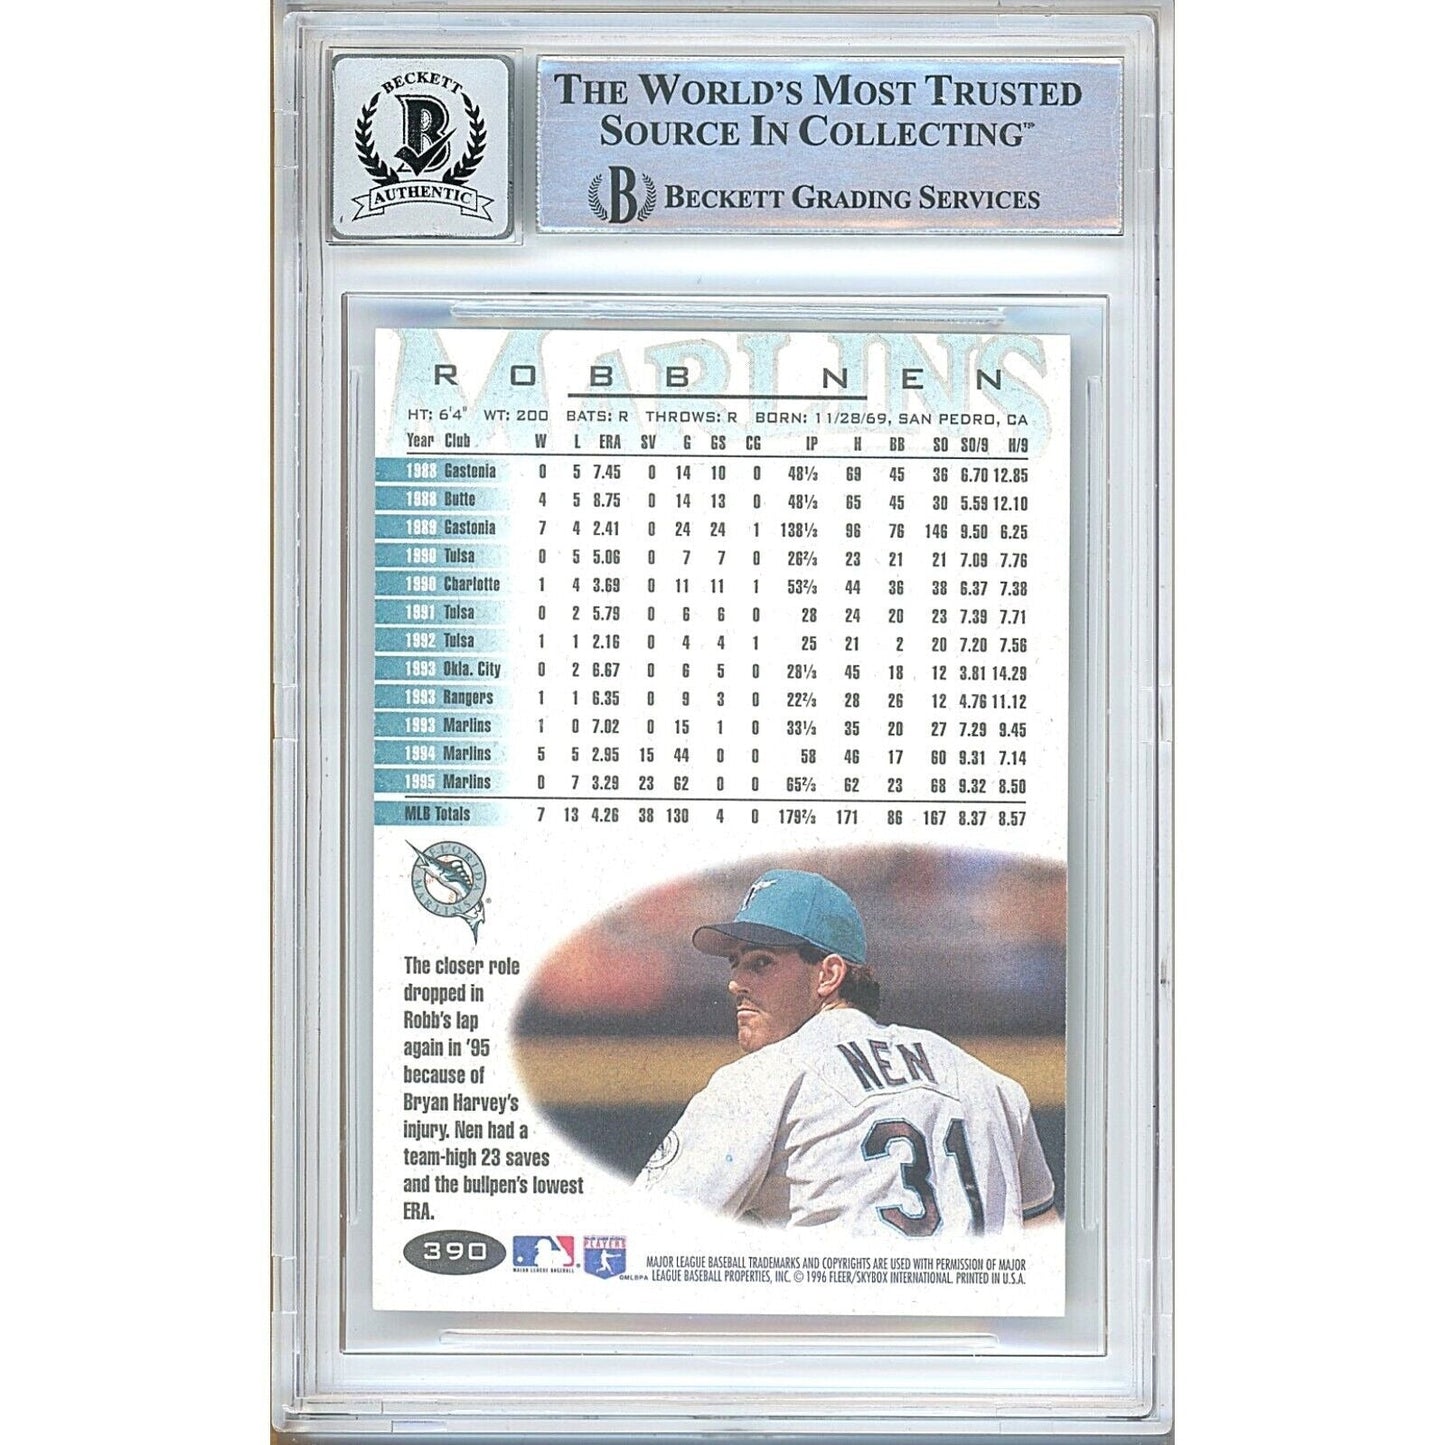 BECKETT
B
AUTHENTIC
THE WORLD'S MOST TRUSTED
SOURCE IN COLLECTING™
B BECKETT GRADING SERVICES
MARLINS
ROBB NEN
HT: 6'4" WT: 200 BATS: R THROWS: R BORN: 11/28/69, SAN PEDRO, CA
Year Club W L ERA SV G GS CG IP H BB SO SO/9 H/9
1988 Gastonia 0 5 7.45 0 14 10 0 48⅓ 69 45 36 6.70 12.85
1988 Butte 4 5 8.75 0 14 13 0 48⅓ 65 45 30 5.59 12.10
1989 Gastonia 7 4 2.41 0 24 24 1 138⅓ 96 76 146 9.50 6.25
1990 Tulsa 0 5 5.06 0 7 7 0 26⅔ 23 21 21 7.09 7.76
1990 Charlotte 1 4 3.69 0 11 11 1 53⅔ 44 36 38 6.37 7.38
1991 Tulsa 0 2 5.79 0 6 6 0 28 24 20 23 7.39 7.71
1992 Tulsa 1 1 2.16 0 4 4 1 25 21 2 20 7.20 7.56
1993 Okla. City 0 2 6.67 0 6 5 0 28⅓ 45 18 12 3.81 14.29
1993 Rangers 1 1 6.35 0 9 3 0 22⅔ 28 26 12 4.76 11.12
1993 Marlins 1 0 7.02 0 15 1 0 33⅓ 35 20 27 7.29 9.45
1994 Marlins 5 5 2.95 15 44 0 0 58 46 17 60 9.31 7.14
1995 Marlins 0 7 3.29 23 62 0 0 65⅔ 62 23 68 9.32 8.50
MLB Totals 7 13 4.26 38 130 4 0 179⅔ 171 86 167 8.37 8.57
FLORIDA
MARLINS
®
The closer role
dropped in
Robb's lap
again in '95
because of
Bryan Harvey's
injury. Nen had a
team-high 23 saves
and the bullpen's lowest
ERA.
NEN
31
390
MAJOR LEAGUE BASEBALL
PLAYERS
©MLBPA
MAJOR LEAGUE BASEBALL TRADEMARKS AND COPYRIGHTS ARE USED WITH PERMISSION OF MAJOR
LEAGUE BASEBALL PROPERTIES, INC. © 1996 FLEER/SKYBOX INTERNATIONAL. PRINTED IN U.S.A.